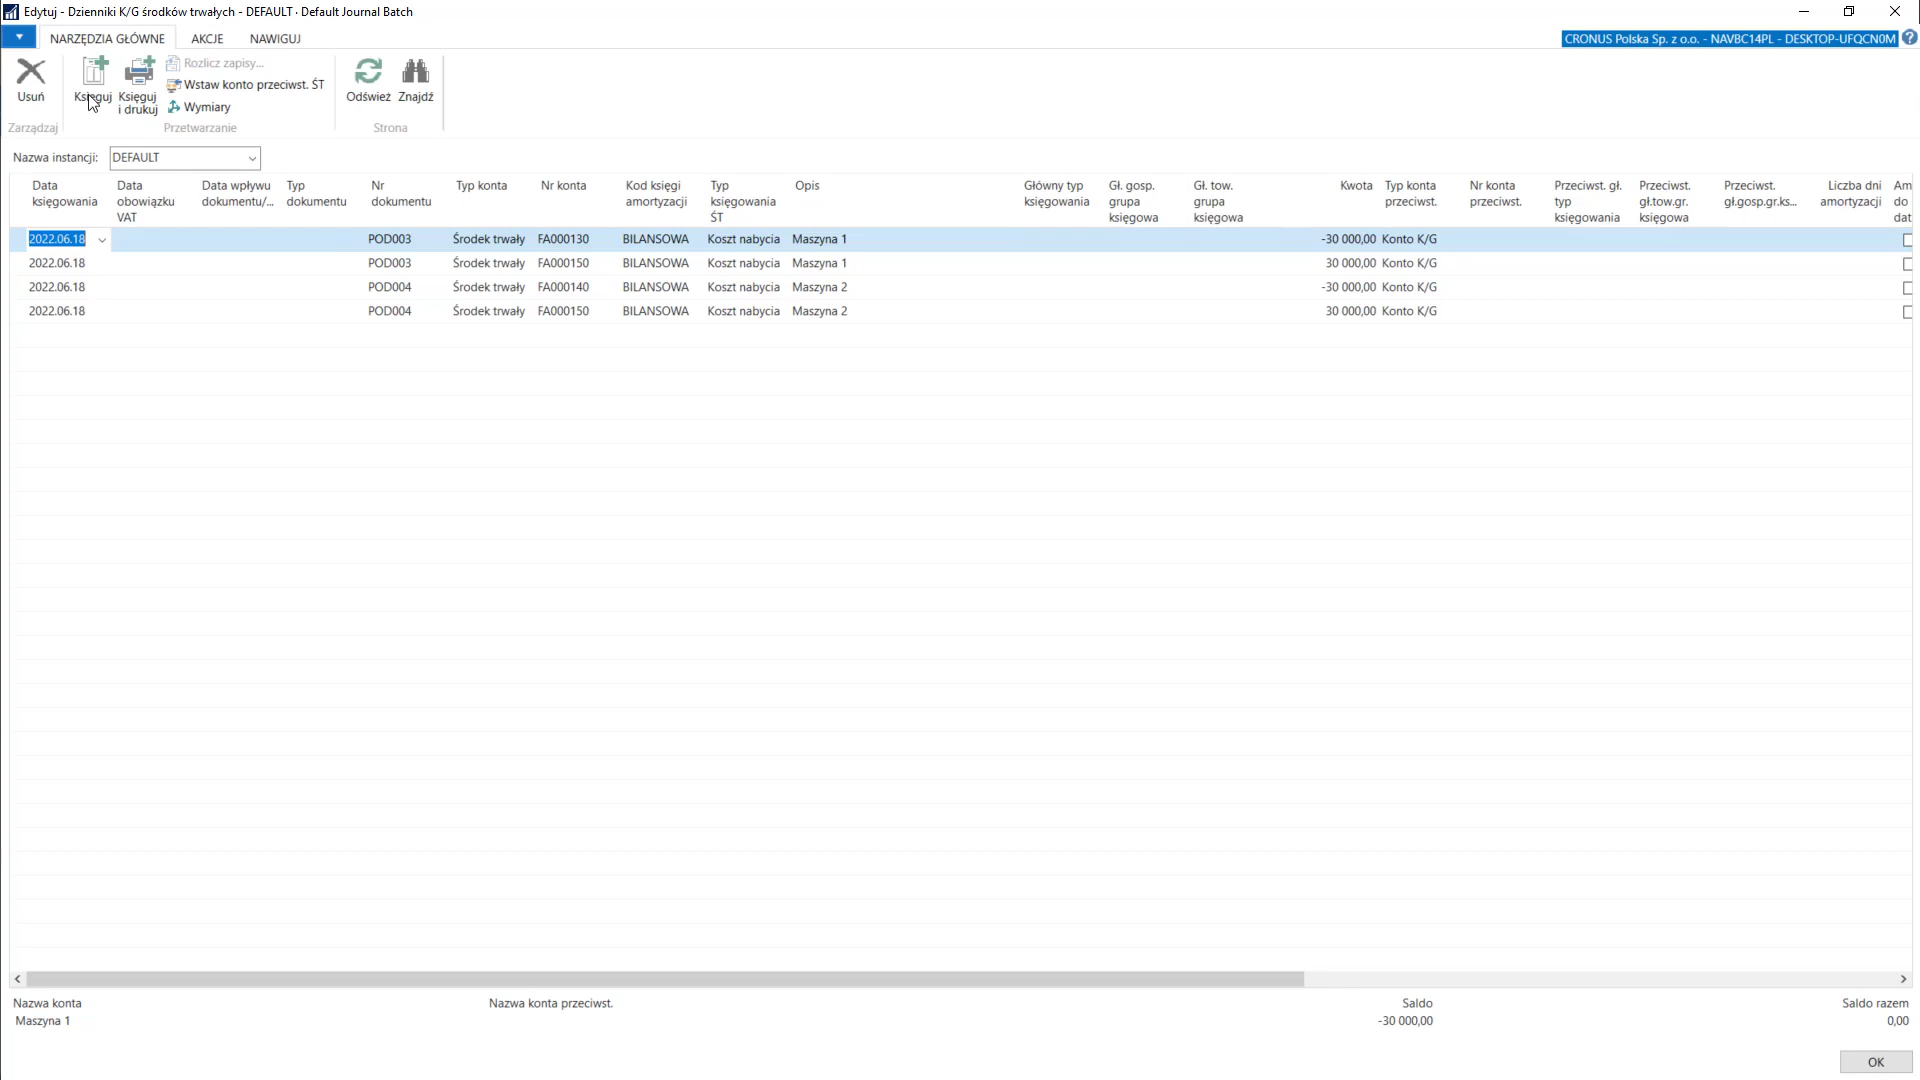 Edytuj - Dzienniki K/G środków trwałych - DEFAULT · Default Journal Batch
NARZĘDZIA GŁÓWNE AKCJE NAWIGUJ
CRONUS Polska Sp. z o.o. - NAVBC14PL - DESKTOP-UFQCN0M
Usuń
Księguj
Księguj i drukuj
Rozlicz zapisy...
Wstaw konto przeciwst. ŚT
Wymiary
Odśwież Znajdź
Zarządzaj Przetwarzanie Strona
Nazwa instancji: DEFAULT
Data księgowania
Data obowiązku VAT
Data wpływu dokumentu/...
Typ dokumentu
Nr dokumentu
Typ konta
Nr konta
Kod księgi amortyzacji
Typ księgowania ŚT
Opis
Główny typ księgowania
Gł. gosp. grupa księgowa
Gł. tow. grupa księgowa
Kwota
Typ konta przeciwst.
Nr konta przeciwst.
Przeciwst. gł. typ księgowania
Przeciwst. gł.tow.gr. księgowa
Przeciwst. gł.gosp.gr.ks...
Liczba dni amortyzacji
Am do dat
2022.06.18 POD003 Środek trwały FA000130 BILANSOWA Koszt nabycia Maszyna 1 -30 000,00 Konto K/G
2022.06.18 POD003 Środek trwały FA000150 BILANSOWA Koszt nabycia Maszyna 1 30 000,00 Konto K/G
2022.06.18 POD004 Środek trwały FA000140 BILANSOWA Koszt nabycia Maszyna 2 -30 000,00 Konto K/G
2022.06.18 POD004 Środek trwały FA000150 BILANSOWA Koszt nabycia Maszyna 2 30 000,00 Konto K/G
Nazwa konta Nazwa konta przeciwst. Saldo Saldo razem
Maszyna 1 -30 000,00 0,00
OK